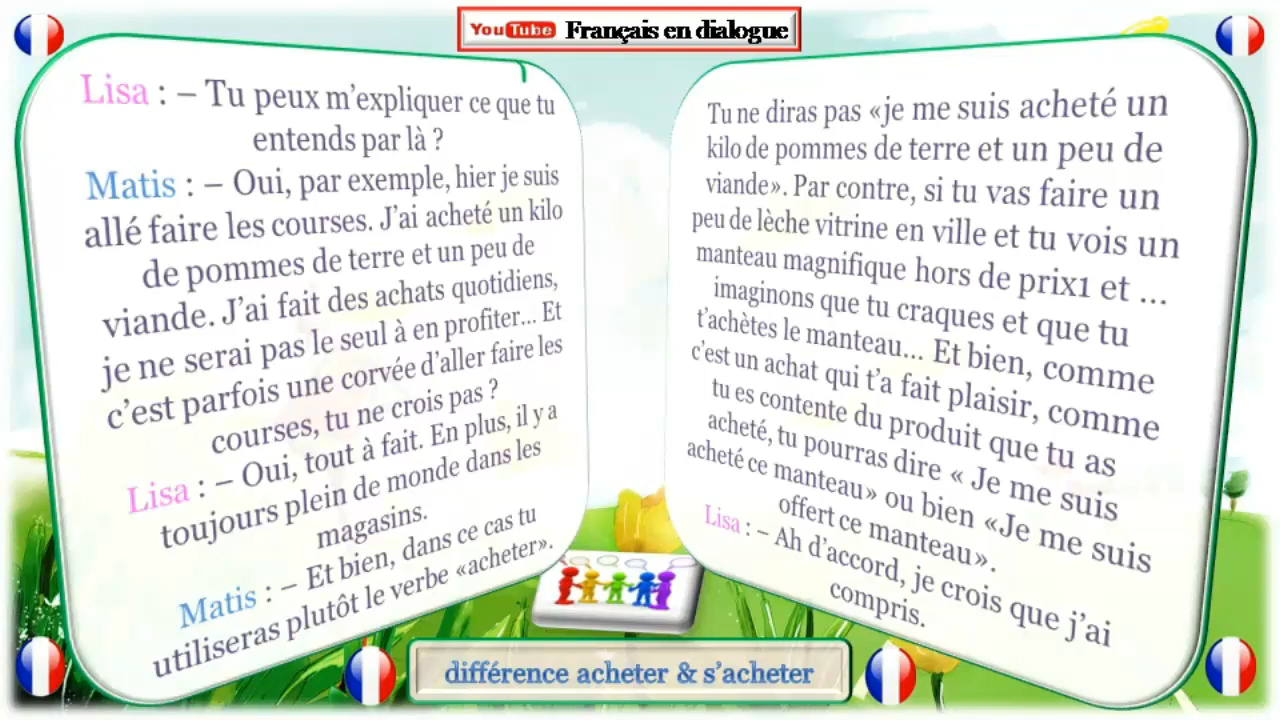 YouTube Français en dialogue
Lisa : – Tu peux m’expliquer ce que tu
entends par là ?
Matis : – Oui, par exemple, hier je suis
allé faire les courses. J’ai acheté un kilo
de pommes de terre et un peu de
viande. J’ai fait des achats quotidiens,
je ne serai pas le seul à en profiter... Et
c’est parfois une corvée d’aller faire les
courses, tu ne crois pas ?
Lisa : – Oui, tout à fait. En plus, il y a
toujours plein de monde dans les
magasins.
Matis : – Et bien, dans ce cas tu
utiliseras plutôt le verbe «acheter».
Tu ne diras pas «je me suis acheté un
kilo de pommes de terre et un peu de
viande». Par contre, si tu vas faire un
peu de lèche vitrine en ville et tu vois un
manteau magnifique hors de prix1 et ...
imaginons que tu craques et que tu
t’achètes le manteau... Et bien, comme
c’est un achat qui t’a fait plaisir, comme
tu es contente du produit que tu as
acheté, tu pourras dire « Je me suis
acheté ce manteau» ou bien «Je me suis
offert ce manteau».
Lisa : – Ah d’accord, je crois que j’ai
compris.
différence acheter & s’acheter